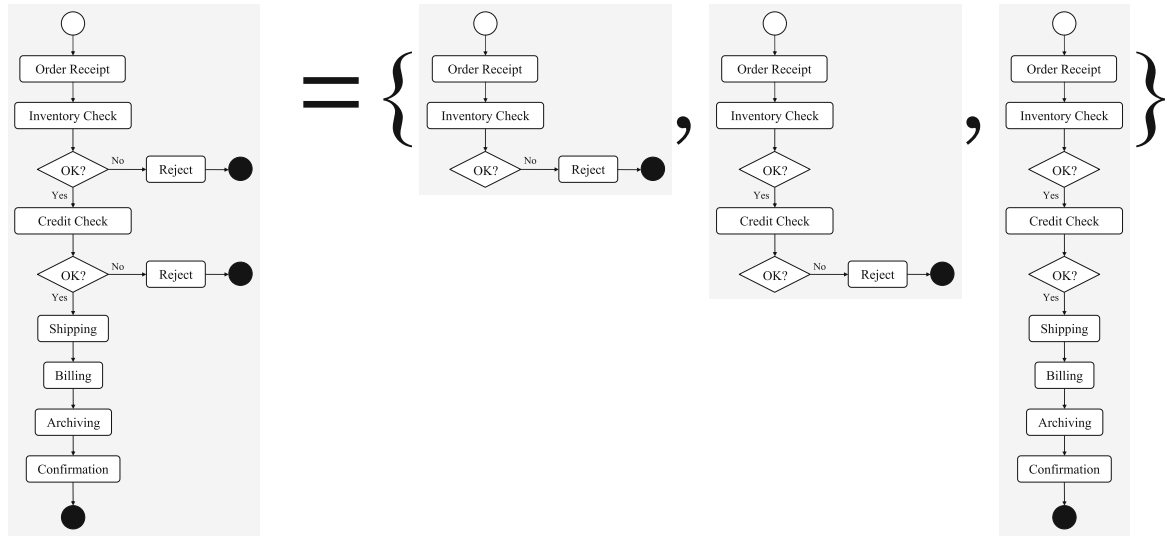 Order Receipt
Inventory Check
OK?
No
Reject
Yes
Credit Check
OK?
No
Reject
Yes
Shipping
Billing
Archiving
Confirmation
= {
Order Receipt
Inventory Check
OK?
No
Reject
,
Order Receipt
Inventory Check
OK?
Yes
Credit Check
OK?
No
Reject
,
Order Receipt
Inventory Check
OK?
Yes
Credit Check
OK?
Yes
Shipping
Billing
Archiving
Confirmation
}